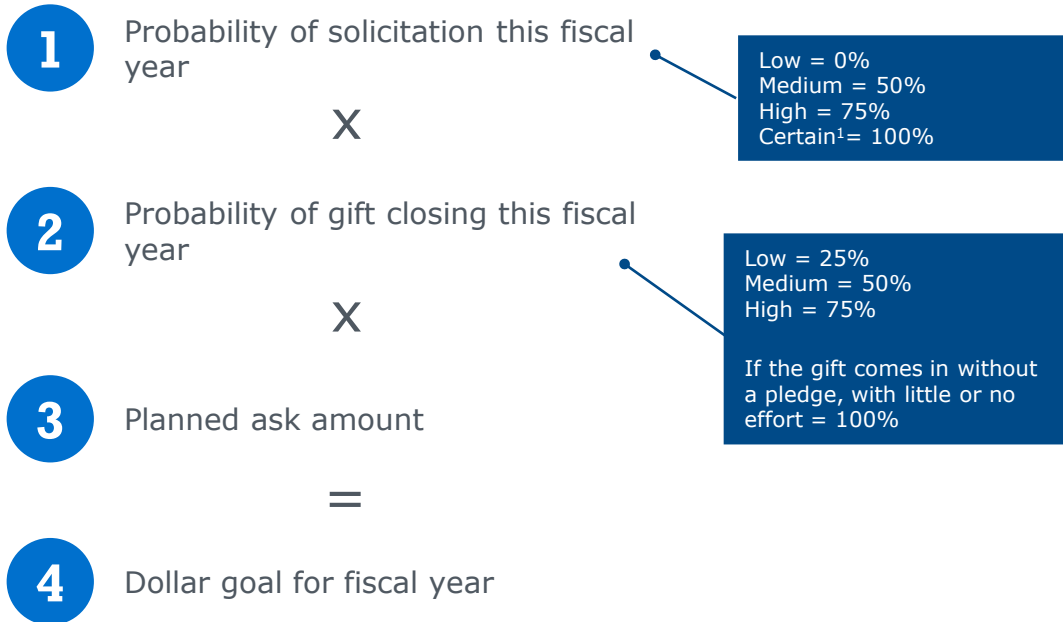 1
Probability of solicitation this fiscal
year
Low = 0%
Medium = 50%
High = 75%
Certain¹= 100%
x
2
Probability of gift closing this fiscal
year
Low = 25%
Medium = 50%
High = 75%
If the gift comes in without
a pledge, with little or no
effort = 100%
x
3
Planned ask amount
=
4
Dollar goal for fiscal year